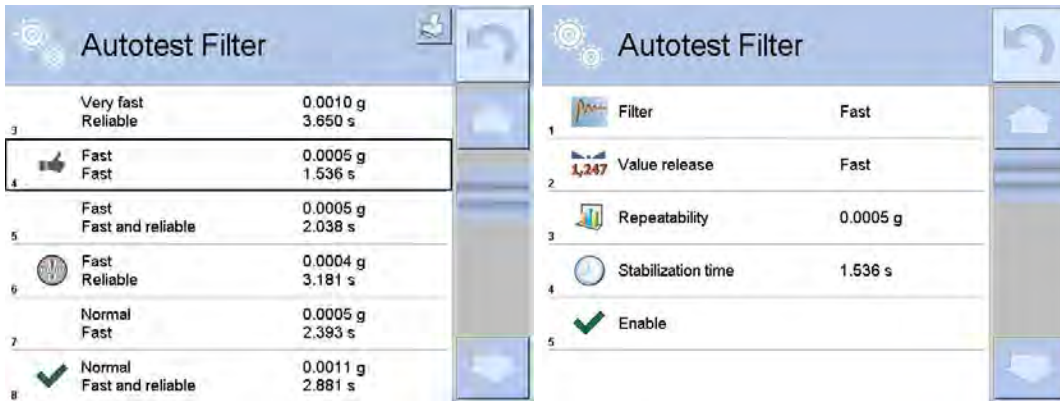 Autotest Filter
Very fast 0.0010 g
3 Reliable 3.650 s
Fast 0.0005 g
4 Fast 1.536 s
Fast 0.0005 g
5 Fast and reliable 2.038 s
Fast 0.0004 g
6 Reliable 3.181 s
Normal 0.0005 g
7 Fast 2.393 s
Normal 0.0011 g
8 Fast and reliable 2.881 s
Autotest Filter
1 Filter Fast
2 1,247 Value release Fast
3 Repeatability 0.0005 g
4 Stabilization time 1.536 s
5 Enable